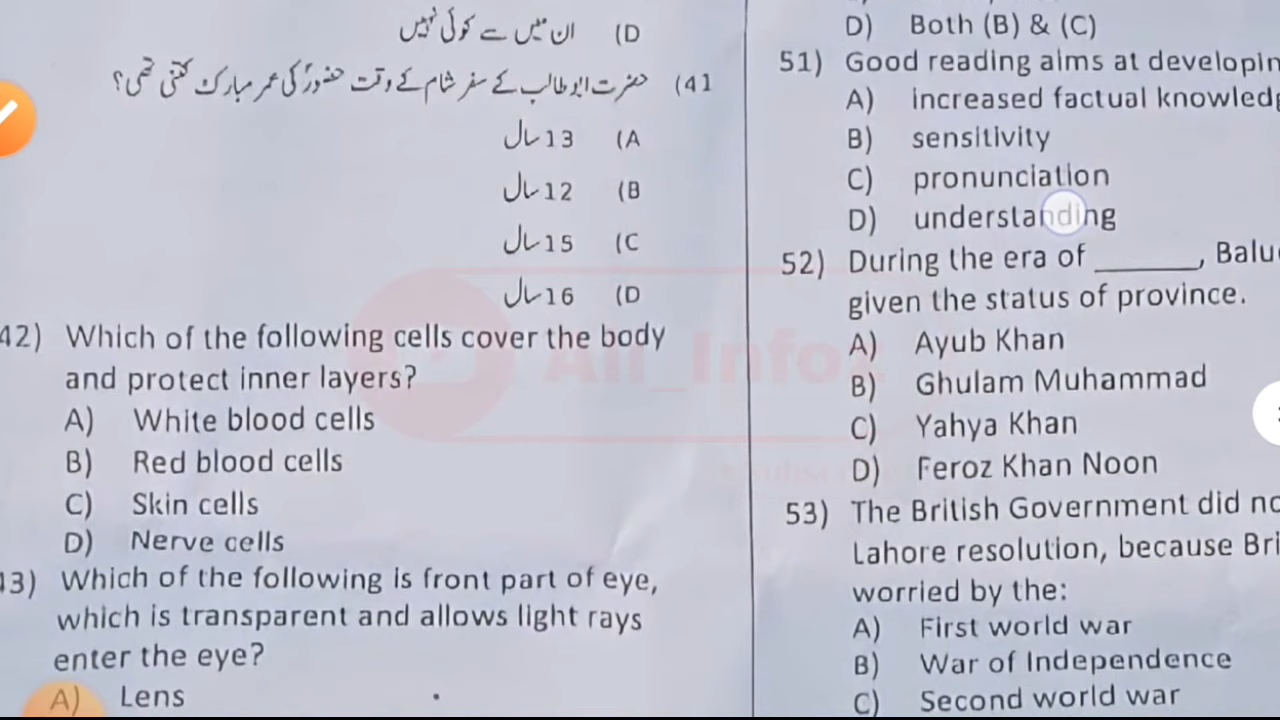 D) ان میں سے کوئی نہیں
41) حضرت ابو طالب کے سفر شام کے وقت حضورؐ کی عمر مبارک کتنی تھی؟
A) 13 سال
B) 12 سال
C) 15 سال
D) 16 سال
42) Which of the following cells cover the body
and protect inner layers?
A) White blood cells
B) Red blood cells
C) Skin cells
D) Nerve cells
43) Which of the following is front part of eye,
which is transparent and allows light rays
enter the eye?
A) Lens
D) Both (B) & (C)
51) Good reading aims at developin
A) increased factual knowledg
B) sensitivity
C) pronunciation
D) understanding
52) During the era of ______, Balu
given the status of province.
A) Ayub Khan
B) Ghulam Muhammad
C) Yahya Khan
D) Feroz Khan Noon
53) The British Government did no
Lahore resolution, because Bri
worried by the:
A) First world war
B) War of Independence
C) Second world war
All_Infoz